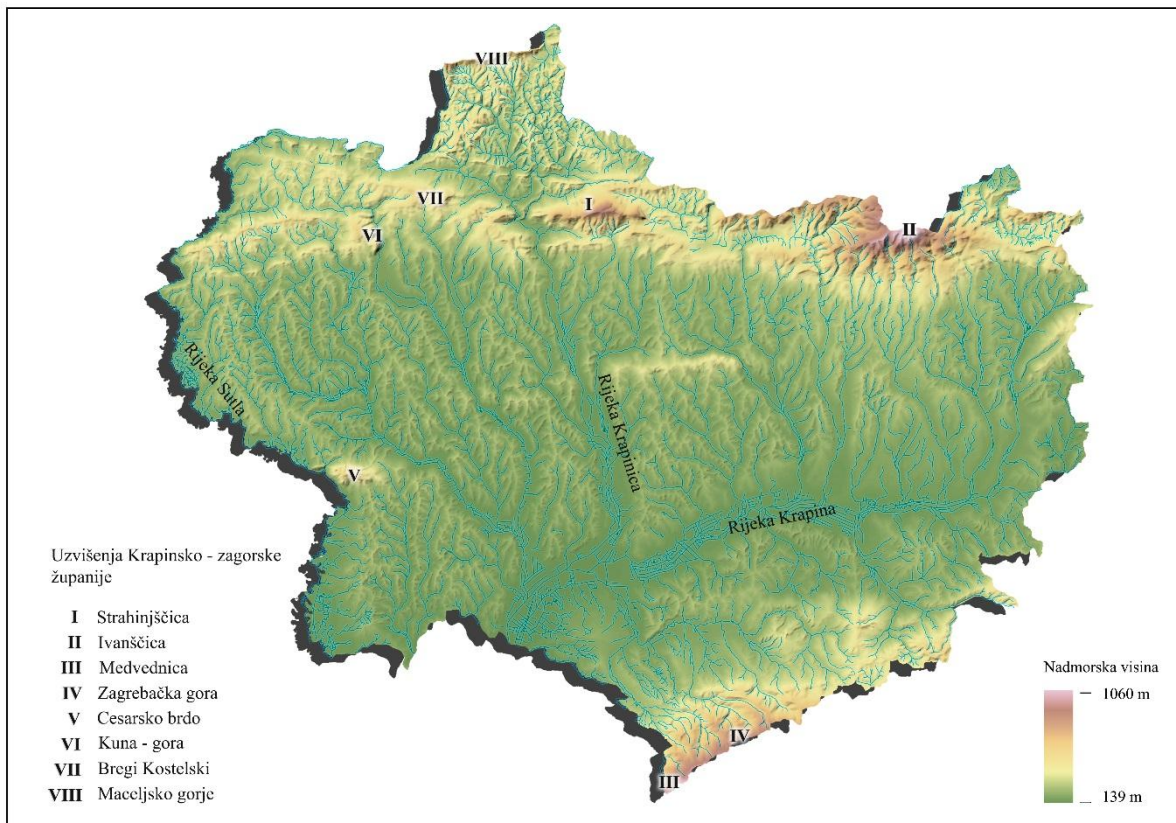 VIII
VII
I
VI
II
Rijeka Sutla
Rijeka Krapinica
V
Rijeka Krapina
Uzvišenja Krapinsko - zagorske
županije
I Strahinjščica
II Ivanščica
III Medvednica
IV Zagrebačka gora
V Cesarsko brdo
VI Kuna - gora
VII Bregi Kostelski
VIII Maceljsko gorje
IV
III
Nadmorska visina
1060 m
139 m